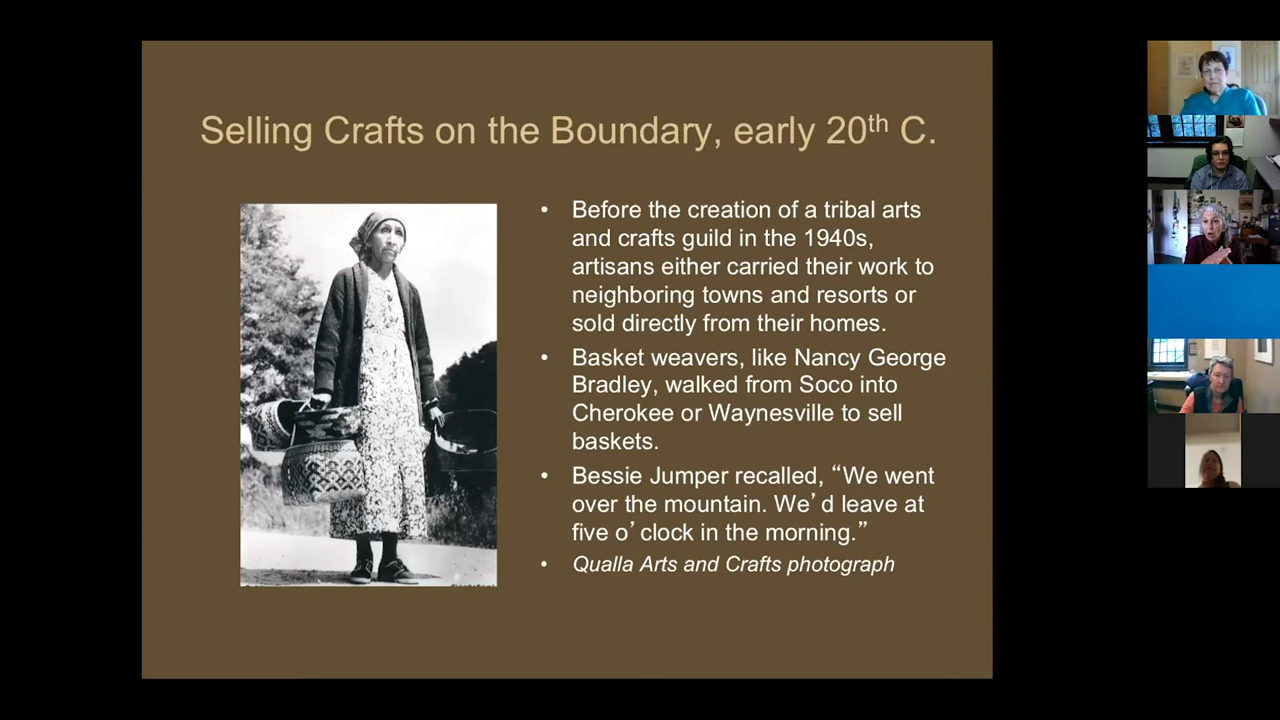 Selling Crafts on the Boundary, early 20th C.
• Before the creation of a tribal arts
and crafts guild in the 1940s,
artisans either carried their work to
neighboring towns and resorts or
sold directly from their homes.
• Basket weavers, like Nancy George
Bradley, walked from Soco into
Cherokee or Waynesville to sell
baskets.
• Bessie Jumper recalled, “We went
over the mountain. We’d leave at
five o’clock in the morning.”
• Qualla Arts and Crafts photograph